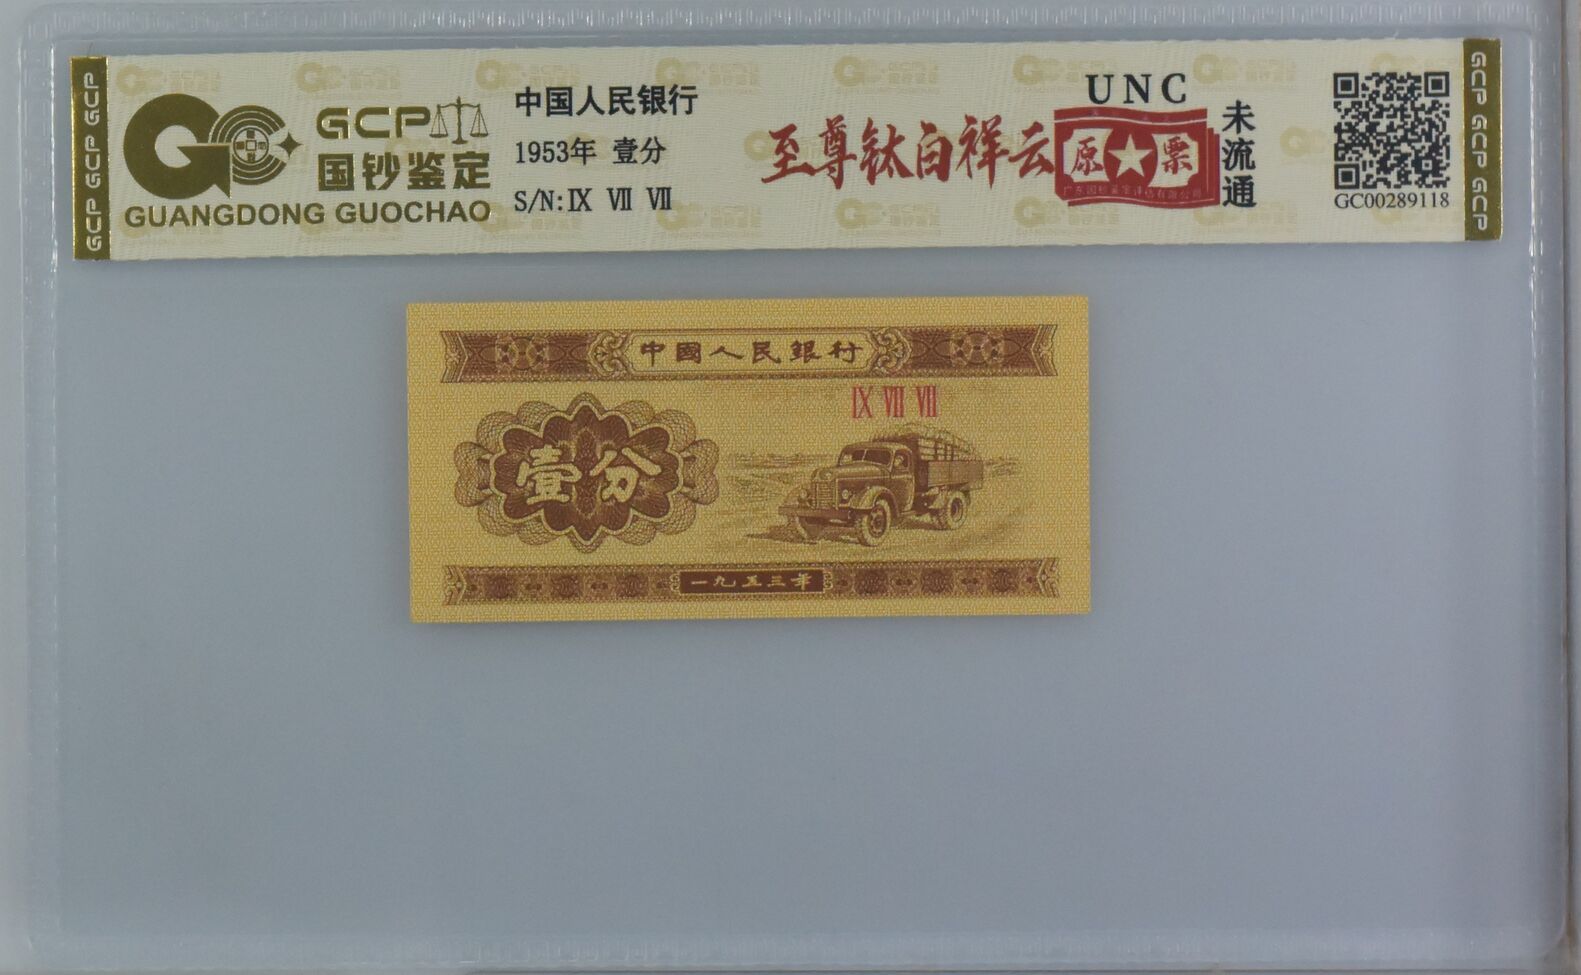 GCP GCP GCP
GCP
国钞鉴定
GUANGDONG GUOCHAO
中国人民银行
1953年 壹分
S/N:Ⅸ Ⅶ Ⅶ
至尊钛白祥云
UNC
原★票
未流通
GC00289118
GCP GCP GCP
中國人民銀行
Ⅸ Ⅶ Ⅶ
壹分
一九五三年